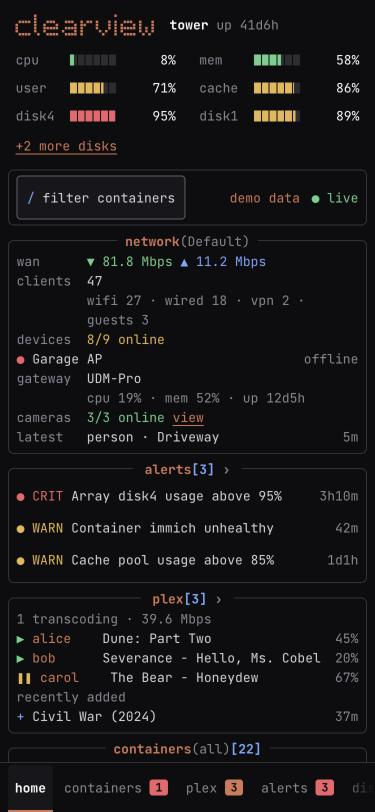 clearview tower up 41d6h
cpu 8% mem 58%
user 71% cache 86%
disk4 95% disk1 89%
+2 more disks
/ filter containers demo data ● live
network(Default)
wan ▼ 81.8 Mbps ▲ 11.2 Mbps
clients 47
wifi 27 · wired 18 · vpn 2 ·
guests 3
devices 8/9 online
● Garage AP offline
gateway UDM-Pro
cpu 19% · mem 52% · up 12d5h
cameras 3/3 online view
latest person · Driveway 5m
alerts[3] ›
● CRIT Array disk4 usage above 95% 3h10m
● WARN Container immich unhealthy 42m
● WARN Cache pool usage above 85% 1d1h
plex[3] ›
1 transcoding · 39.6 Mbps
▶ alice Dune: Part Two 45%
▶ bob Severance - Hello, Ms. Cobel 20%
❚❚ carol The Bear - Honeydew 67%
recently added
+ Civil War (2024) 37m
containers(all)[22]
home containers 1 plex 3 alerts 3